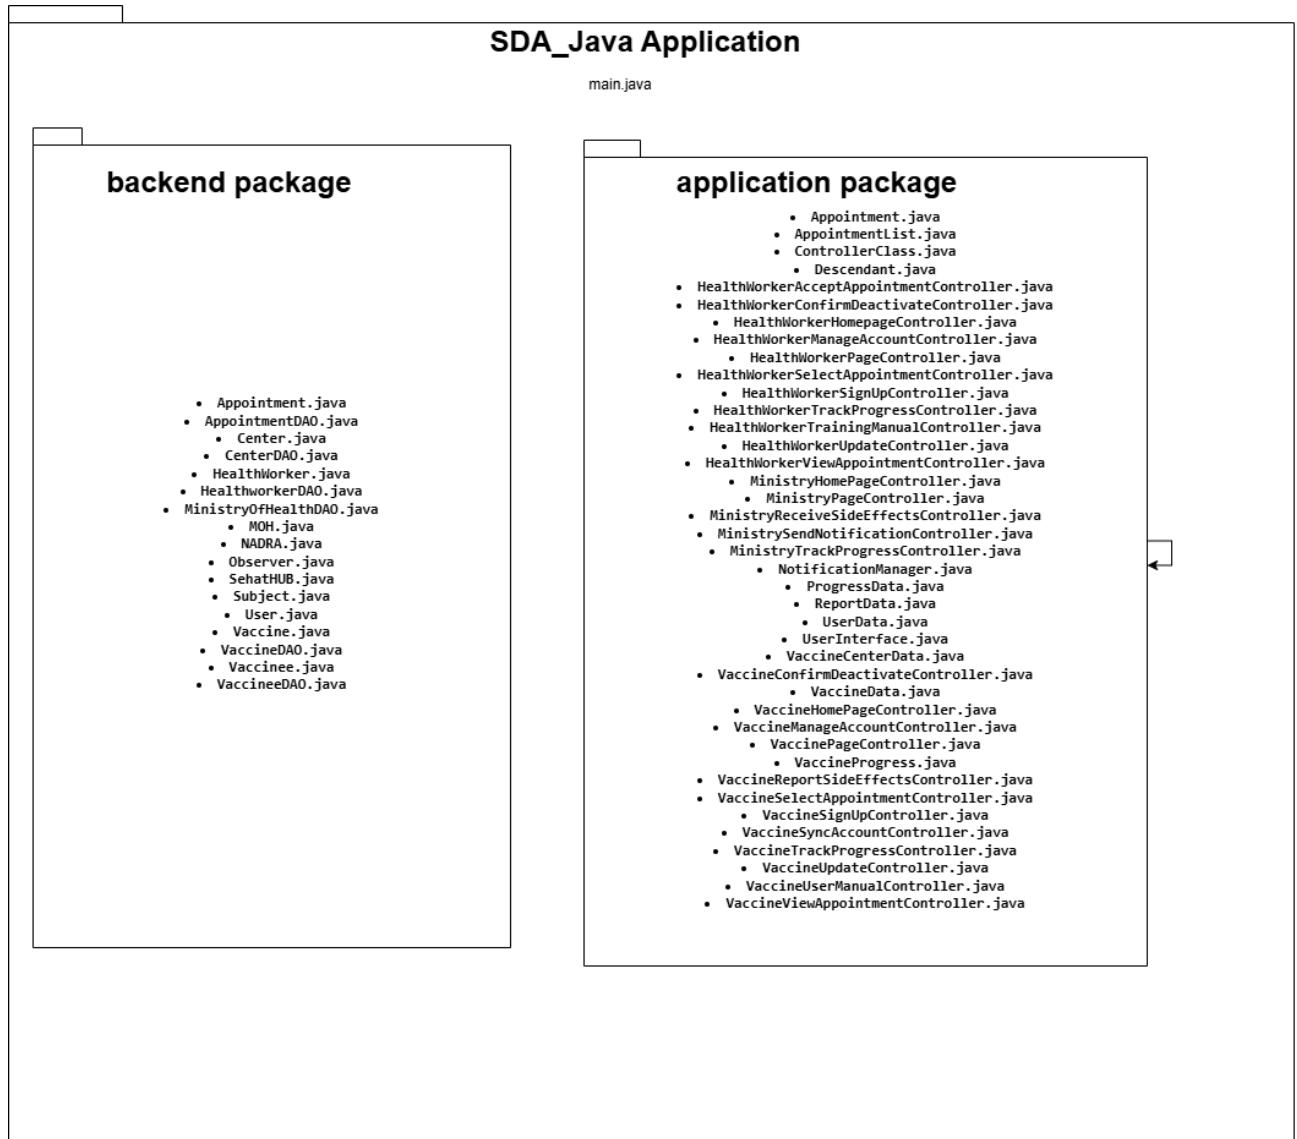 SDA_Java Application
main.java
backend package
• Appointment.java
• AppointmentDAO.java
• Center.java
• CenterDAO.java
• HealthWorker.java
• HealthworkerDAO.java
• MinistryOfHealthDAO.java
• MOH.java
• NADRA.java
• Observer.java
• SehatHUB.java
• Subject.java
• User.java
• Vaccine.java
• VaccineDAO.java
• Vaccinee.java
• VaccineeDAO.java
application package
• Appointment.java
• AppointmentList.java
• ControllerClass.java
• Descendant.java
• HealthWorkerAcceptAppointmentController.java
• HealthWorkerConfirmDeactivateController.java
• HealthWorkerHomepageController.java
• HealthWorkerManageAccountController.java
• HealthWorkerPageController.java
• HealthWorkerSelectAppointmentController.java
• HealthWorkerSignUpController.java
• HealthWorkerTrackProgressController.java
• HealthWorkerTrainingManualController.java
• HealthWorkerUpdateController.java
• HealthWorkerViewAppointmentController.java
• MinistryHomePageController.java
• MinistryPageController.java
• MinistryReceiveSideEffectsController.java
• MinistrySendNotificationController.java
• MinistryTrackProgressController.java
• NotificationManager.java
• ProgressData.java
• ReportData.java
• UserData.java
• UserInterface.java
• VaccineCenterData.java
• VaccineConfirmDeactivateController.java
• VaccineData.java
• VaccineHomePageController.java
• VaccineManageAccountController.java
• VaccinePageController.java
• VaccineProgress.java
• VaccineReportSideEffectsController.java
• VaccineSelectAppointmentController.java
• VaccineSignUpController.java
• VaccineSyncAccountController.java
• VaccineTrackProgressController.java
• VaccineUpdateController.java
• VaccineUserManualController.java
• VaccineViewAppointmentController.java